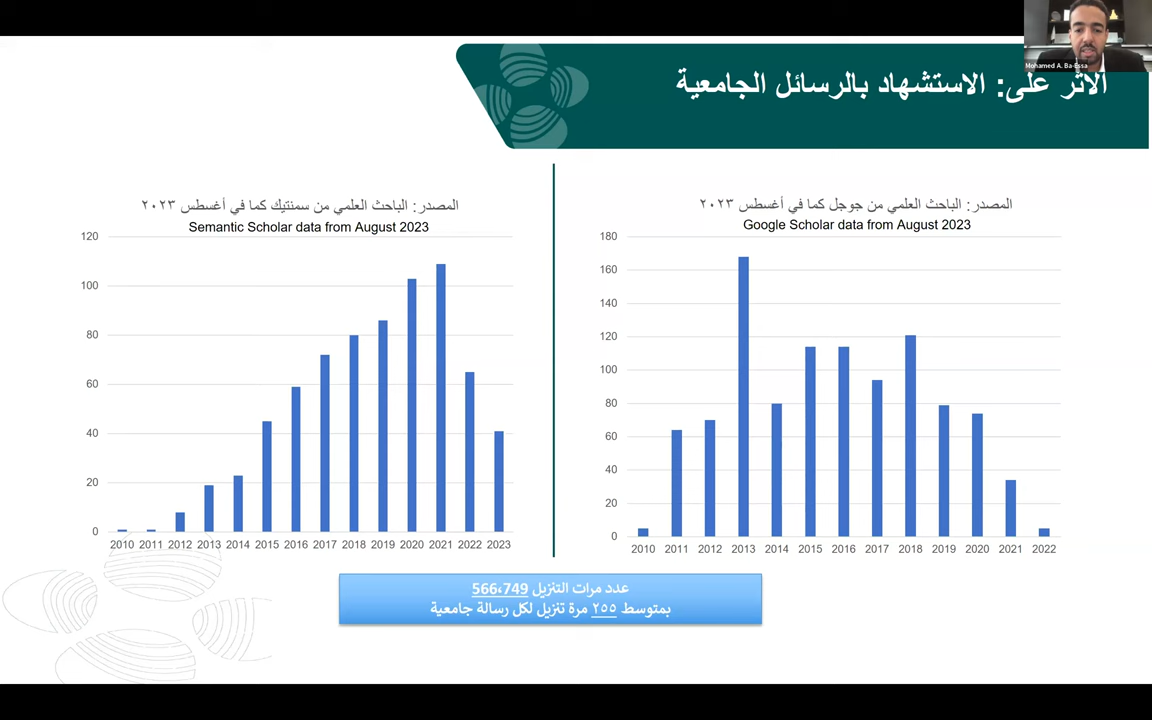 Mohamed A. Ba-Essa
الأثر على: الاستشهاد بالرسائل الجامعية
المصدر: الباحث العلمي من جوجل كما في أغسطس ٢٠٢٣
Google Scholar data from August 2023
180
160
140
120
100
80
60
40
20
0
2010 2011 2012 2013 2014 2015 2016 2017 2018 2019 2020 2021 2022
المصدر: الباحث العلمي من سمنتيك كما في أغسطس ٢٠٢٣
Semantic Scholar data from August 2023
120
100
80
60
40
20
0
2010 2011 2012 2013 2014 2015 2016 2017 2018 2019 2020 2021 2022 2023
عدد مرات التنزيل 566،749
بمتوسط ٢٥٥ مرة تنزيل لكل رسالة جامعية